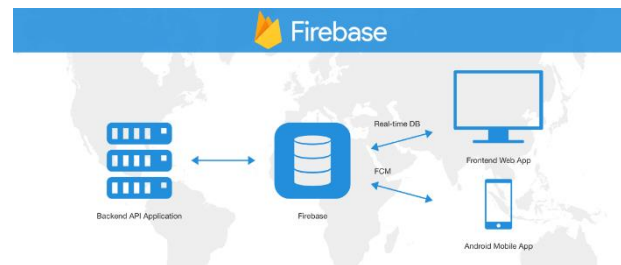 Firebase
Real-time DB
Frontend Web App
FCM
Backend API Application
Firebase
Android Mobile App